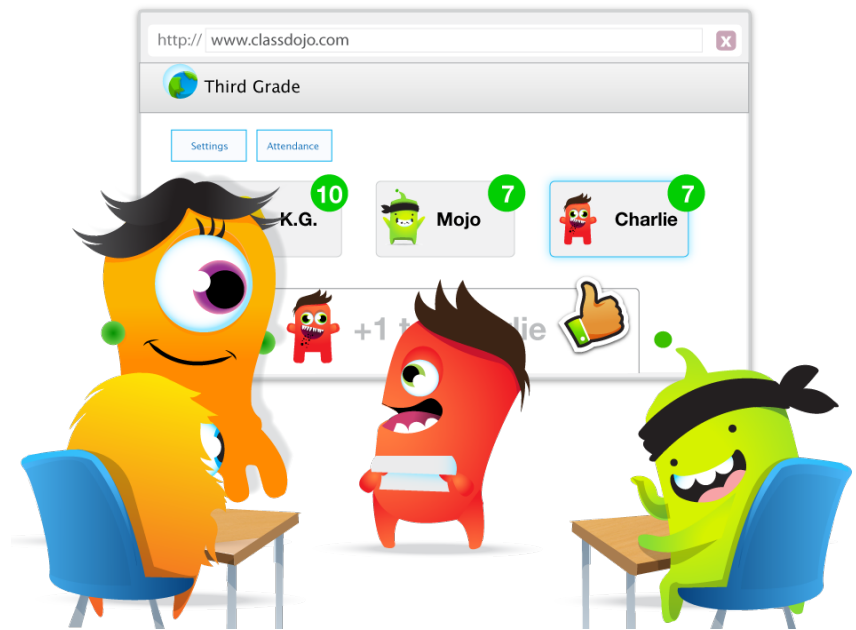 http:// www.classdojo.com x
Third Grade
Settings Attendance
10 7 7
K.G. Mojo Charlie
+1 t lie